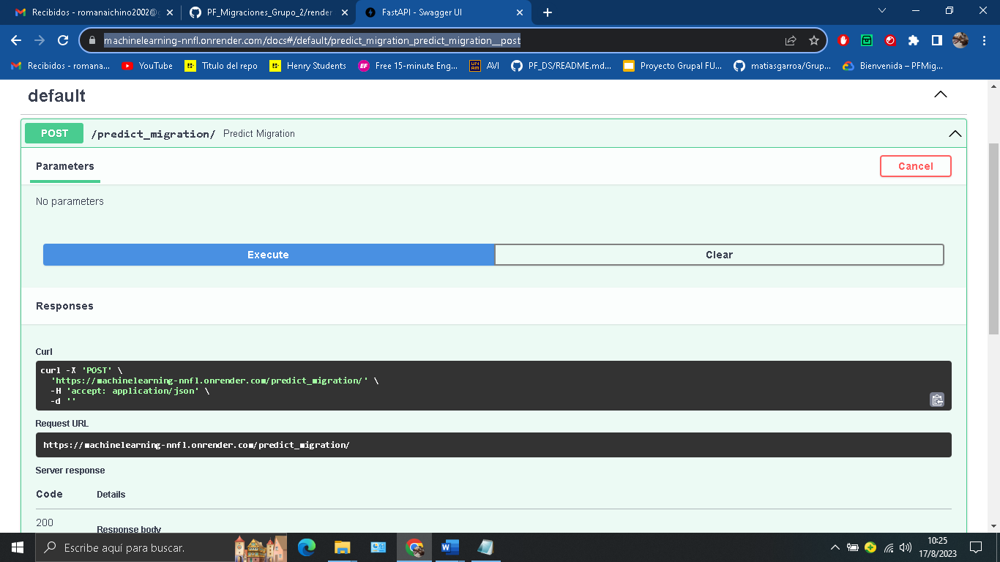 Recibidos - romanaichino2002@g
PF_Migraciones_Grupo_2/render
FastAPI - Swagger UI
machinelearning-nnfl.onrender.com/docs#/default/predict_migration_predict_migration__post
Recibidos - romana...
YouTube
Titulo del repo
Henry Students
EF
Free 15-minute Eng...
UNAM
AVI
PF_DS/README.md...
Proyecto Grupal FU...
matiasgarroa/Grup...
Bienvenida – PFMig...
default
POST /predict_migration/ Predict Migration
Parameters
Cancel
No parameters
Execute
Clear
Responses
Curl
curl -X 'POST' \
'https://machinelearning-nnfl.onrender.com/predict_migration/' \
-H 'accept: application/json' \
-d ''
Request URL
https://machinelearning-nnfl.onrender.com/predict_migration/
Server response
Code Details
200
Response body
Escribe aquí para buscar.
10:25
17/8/2023